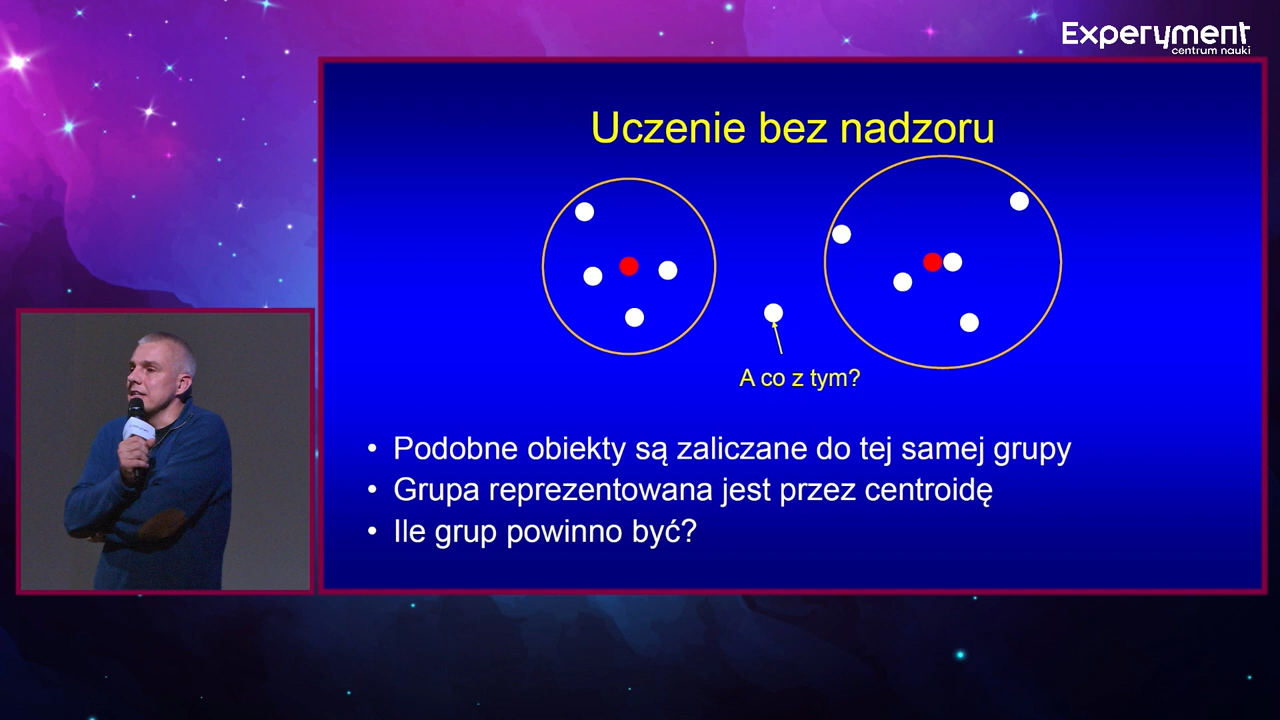 Experyment
centrum nauki
Uczenie bez nadzoru
A co z tym?
• Podobne obiekty są zaliczane do tej samej grupy
• Grupa reprezentowana jest przez centroidę
• Ile grup powinno być?